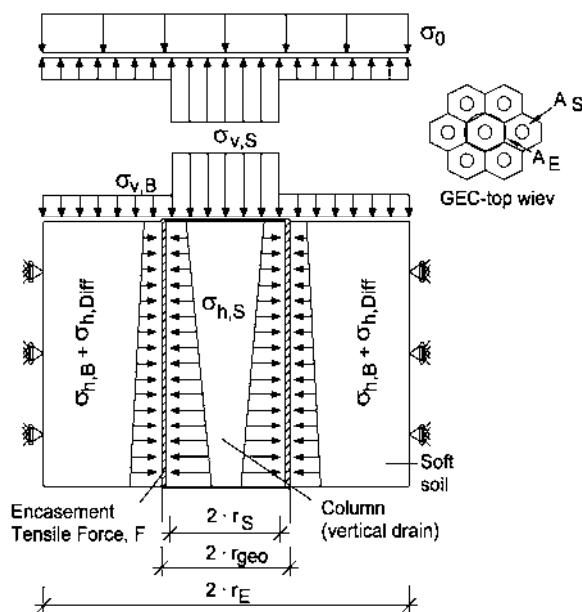 σ0
σv,S
σv,B
A S
A E
GEC-top wiev
σh,S
σh,B + σh,Diff
σh,B + σh,Diff
Soft
soil
Encasement
Tensile Force, F
Column
(vertical drain)
2 · rS
2 · rgeo
2 · rE